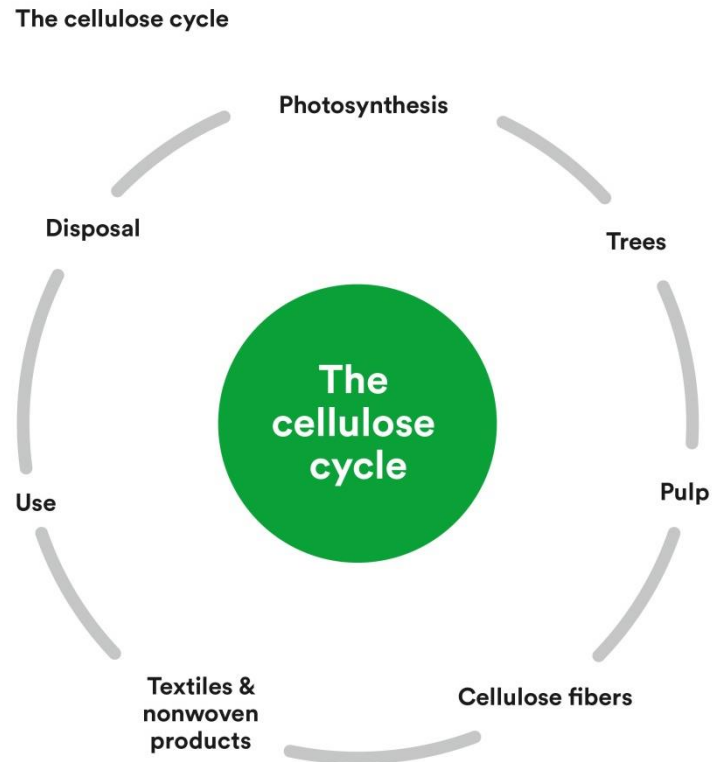 The cellulose cycle
Photosynthesis
Trees
Pulp
Cellulose fibers
Textiles &
nonwoven
products
Use
Disposal
The
cellulose
cycle